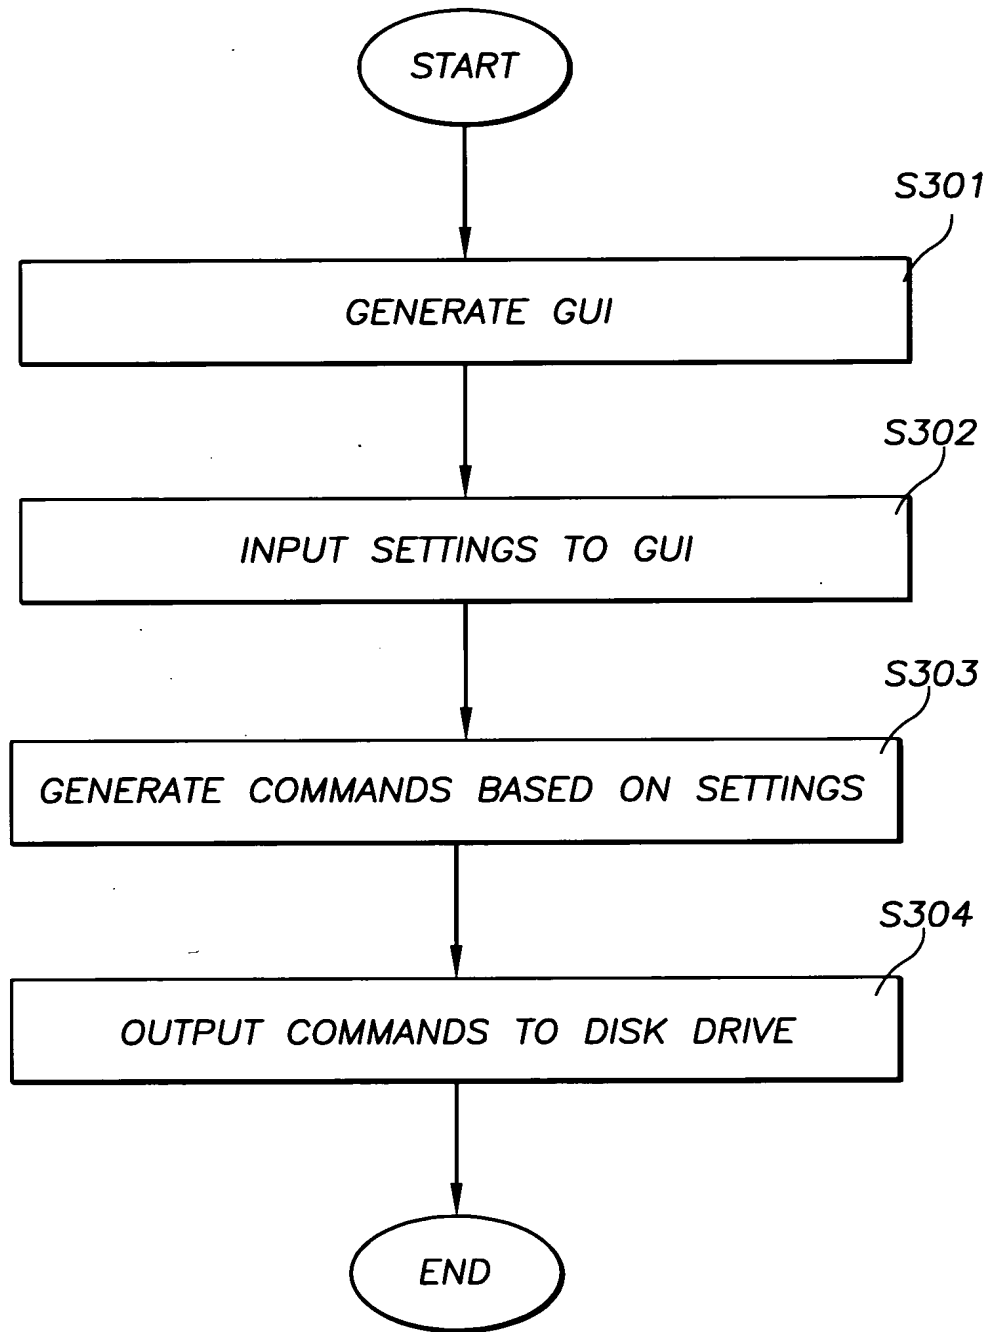 START
S301
GENERATE GUI
S302
INPUT SETTINGS TO GUI
S303
GENERATE COMMANDS BASED ON SETTINGS
S304
OUTPUT COMMANDS TO DISK DRIVE
END